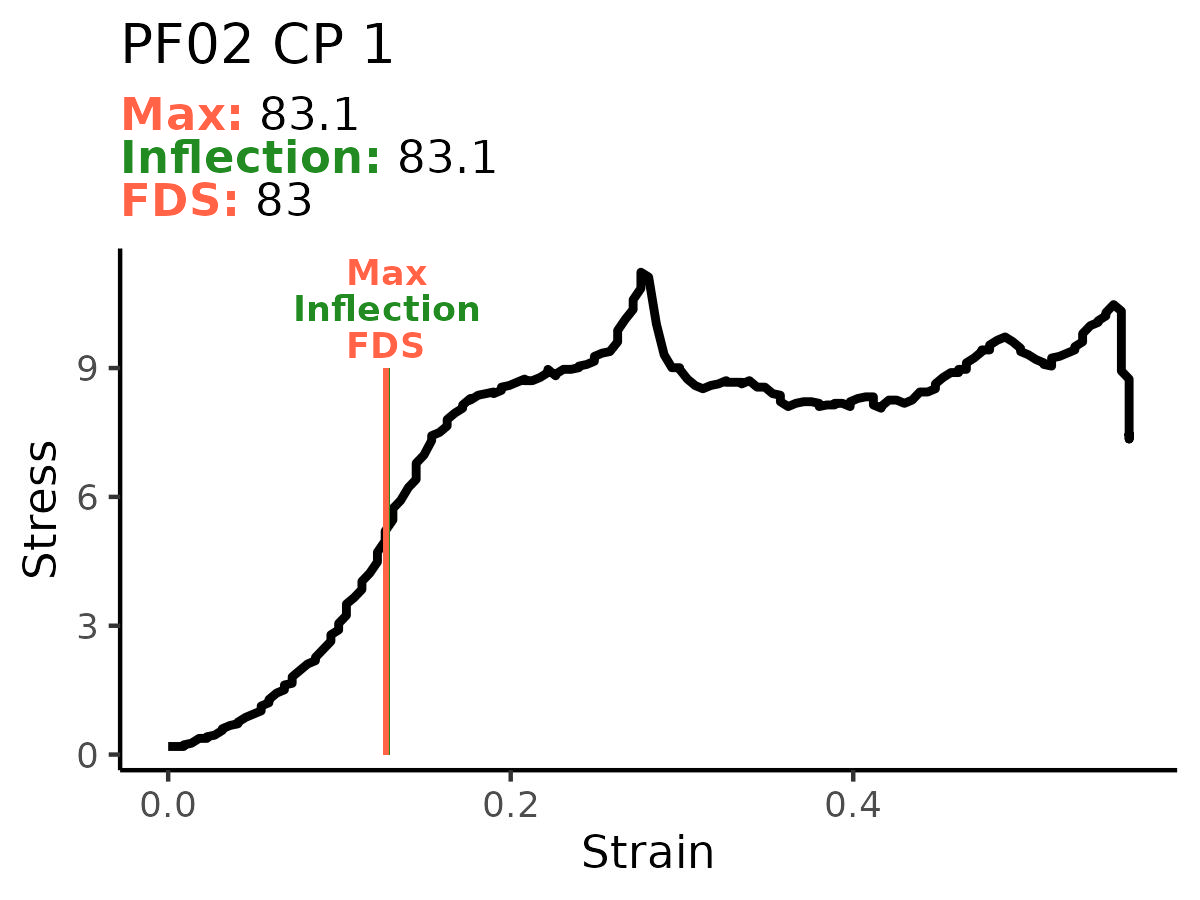 PF02 CP 1
Max: 83.1
Inflection: 83.1
FDS: 83
Max
Inflection
FDS
9
6
3
0
Stress
0.0 0.2 0.4
Strain